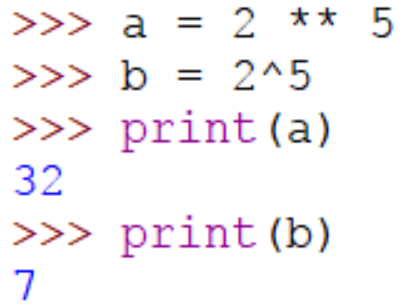 >>> a = 2 ** 5
>>> b = 2^5
>>> print(a)
32
>>> print(b)
7